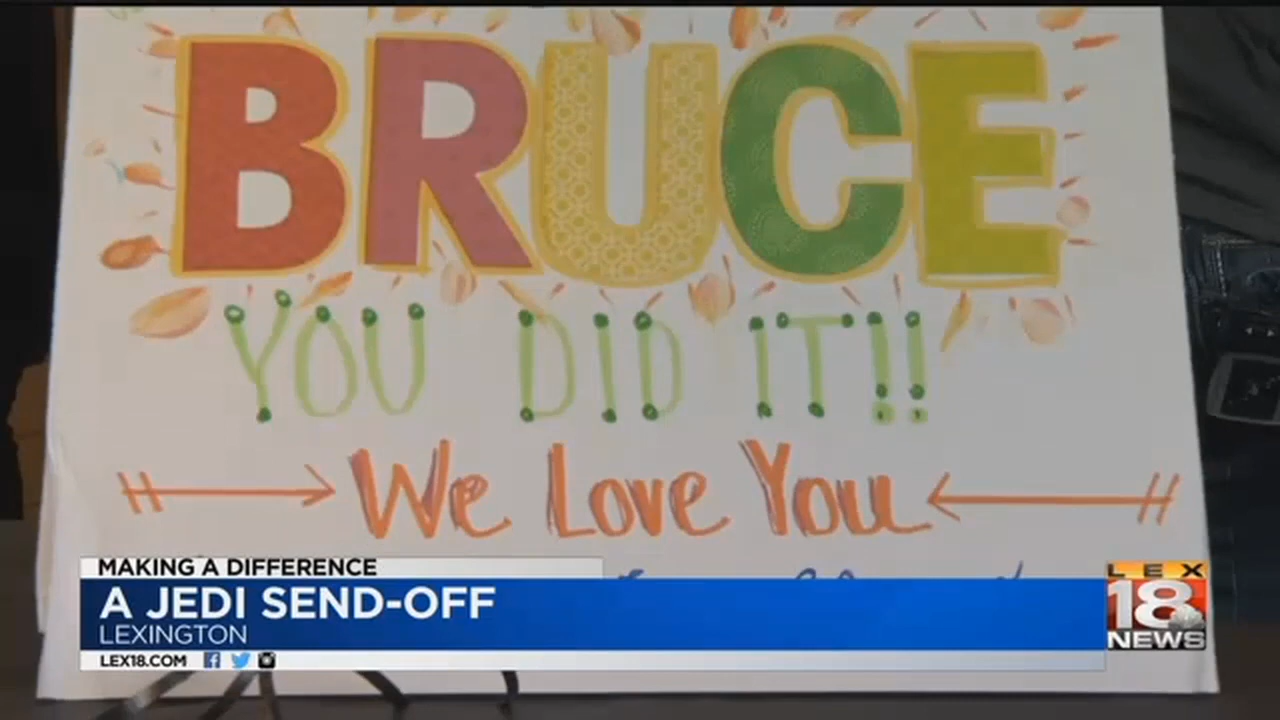 BRUCE
YOU DID IT!!
We Love You
MAKING A DIFFERENCE
A JEDI SEND-OFF
LEXINGTON
LEX18.COM
LEX
18
NEWS